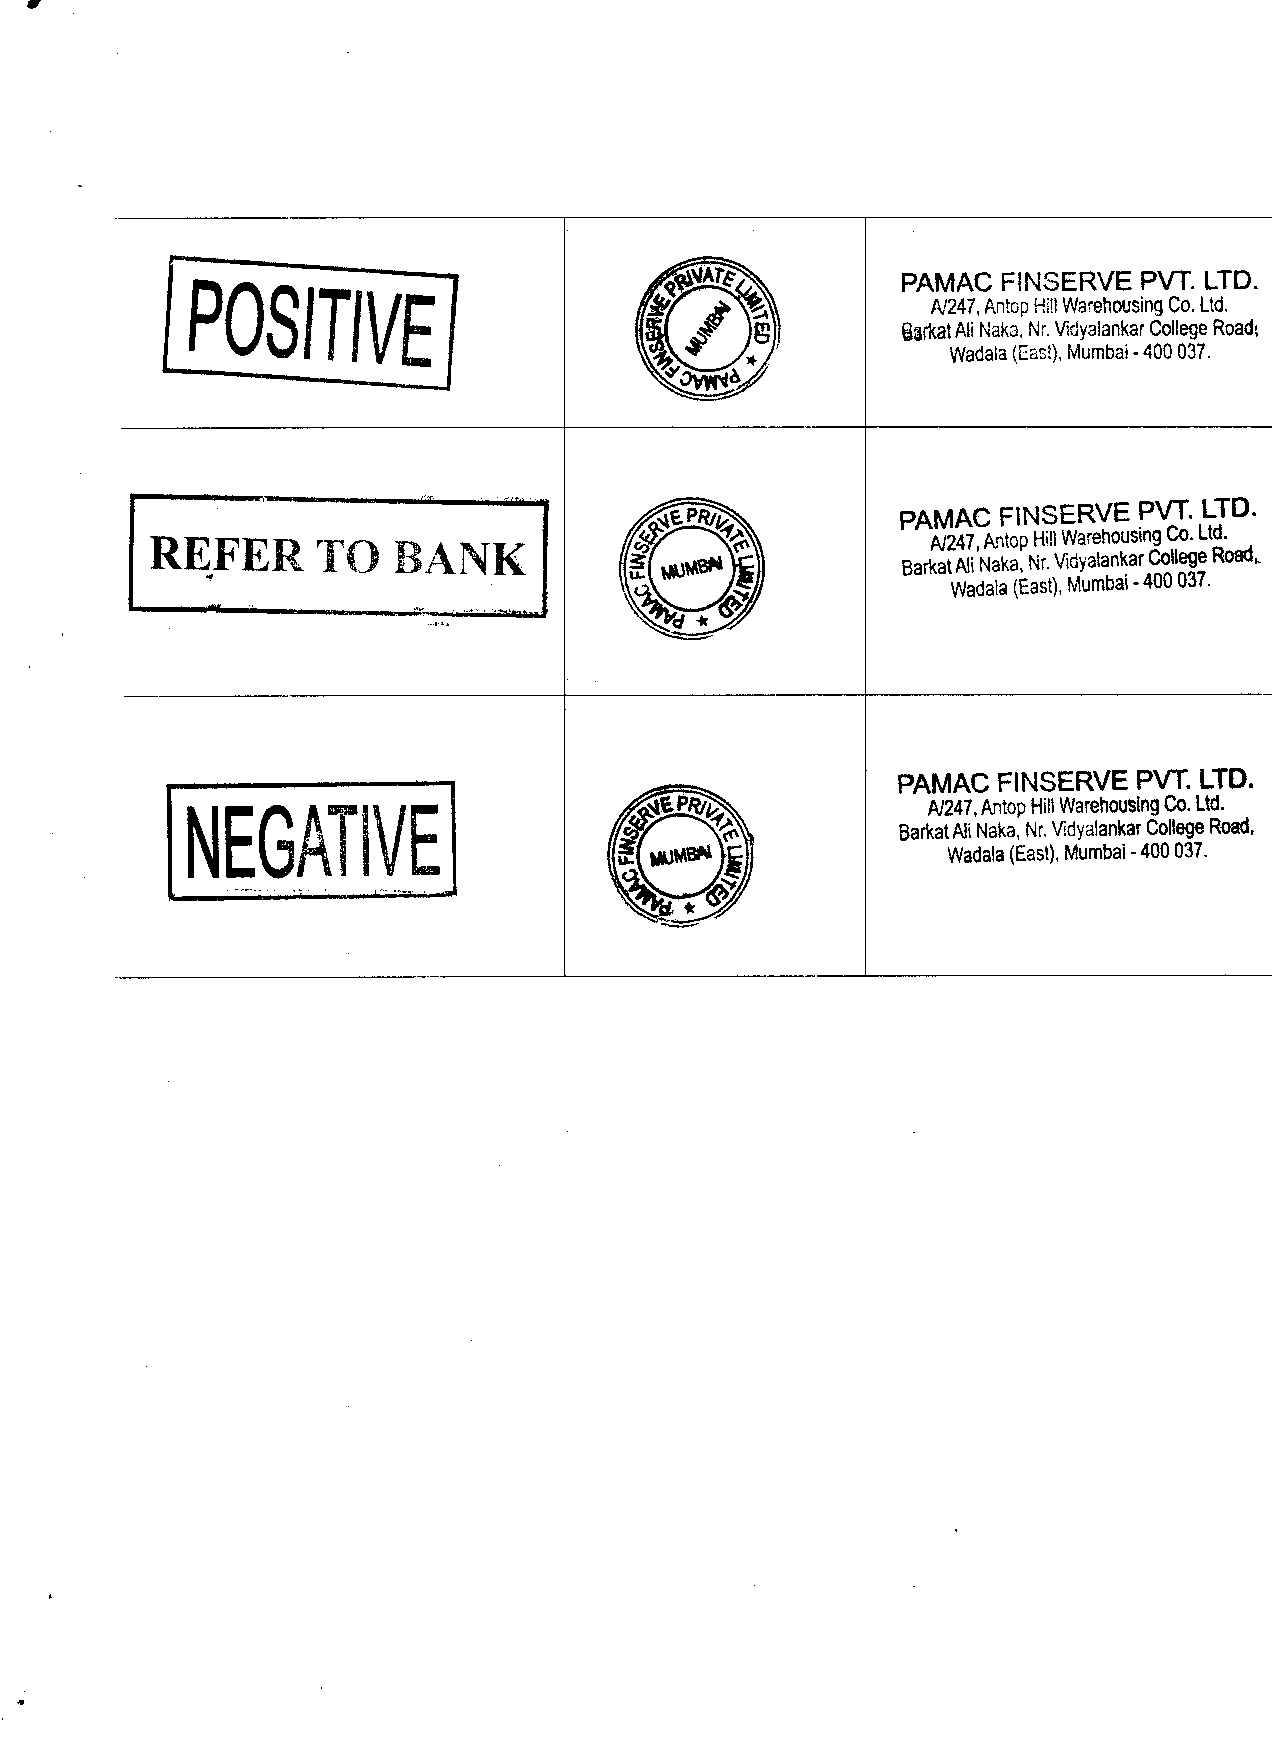 POSITIVE
PAMAC FINSERVE PRIVATE LIMITED ★
MUMBAI
PAMAC FINSERVE PVT. LTD.
A/247, Antop Hill Warehousing Co. Ltd.
Barkat Ali Naka, Nr. Vidyalankar College Road,
Wadala (East), Mumbai - 400 037.
REFER TO BANK
PAMAC FINSERVE PRIVATE LIMITED ★
MUMBAI
PAMAC FINSERVE PVT. LTD.
A/247, Antop Hill Warehousing Co. Ltd.
Barkat Ali Naka, Nr. Vidyalankar College Road,
Wadala (East), Mumbai - 400 037.
NEGATIVE
PAMAC FINSERVE PRIVATE LIMITED ★
MUMBAI
PAMAC FINSERVE PVT. LTD.
A/247, Antop Hill Warehousing Co. Ltd.
Barkat Ali Naka, Nr. Vidyalankar College Road,
Wadala (East), Mumbai - 400 037.